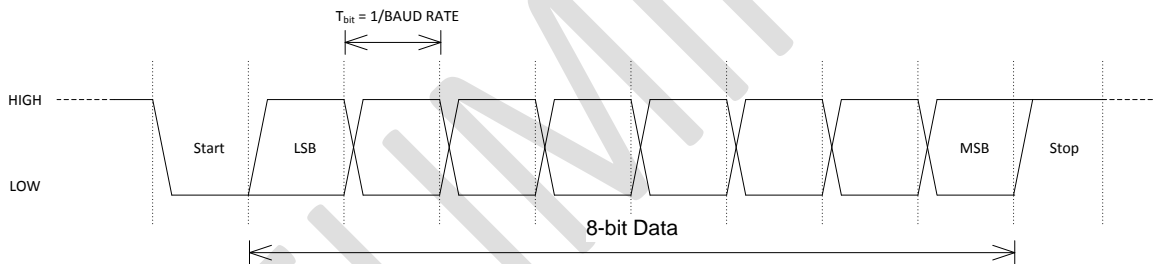 T_bit = 1/BAUD RATE
HIGH
Start LSB MSB Stop
LOW
8-bit Data